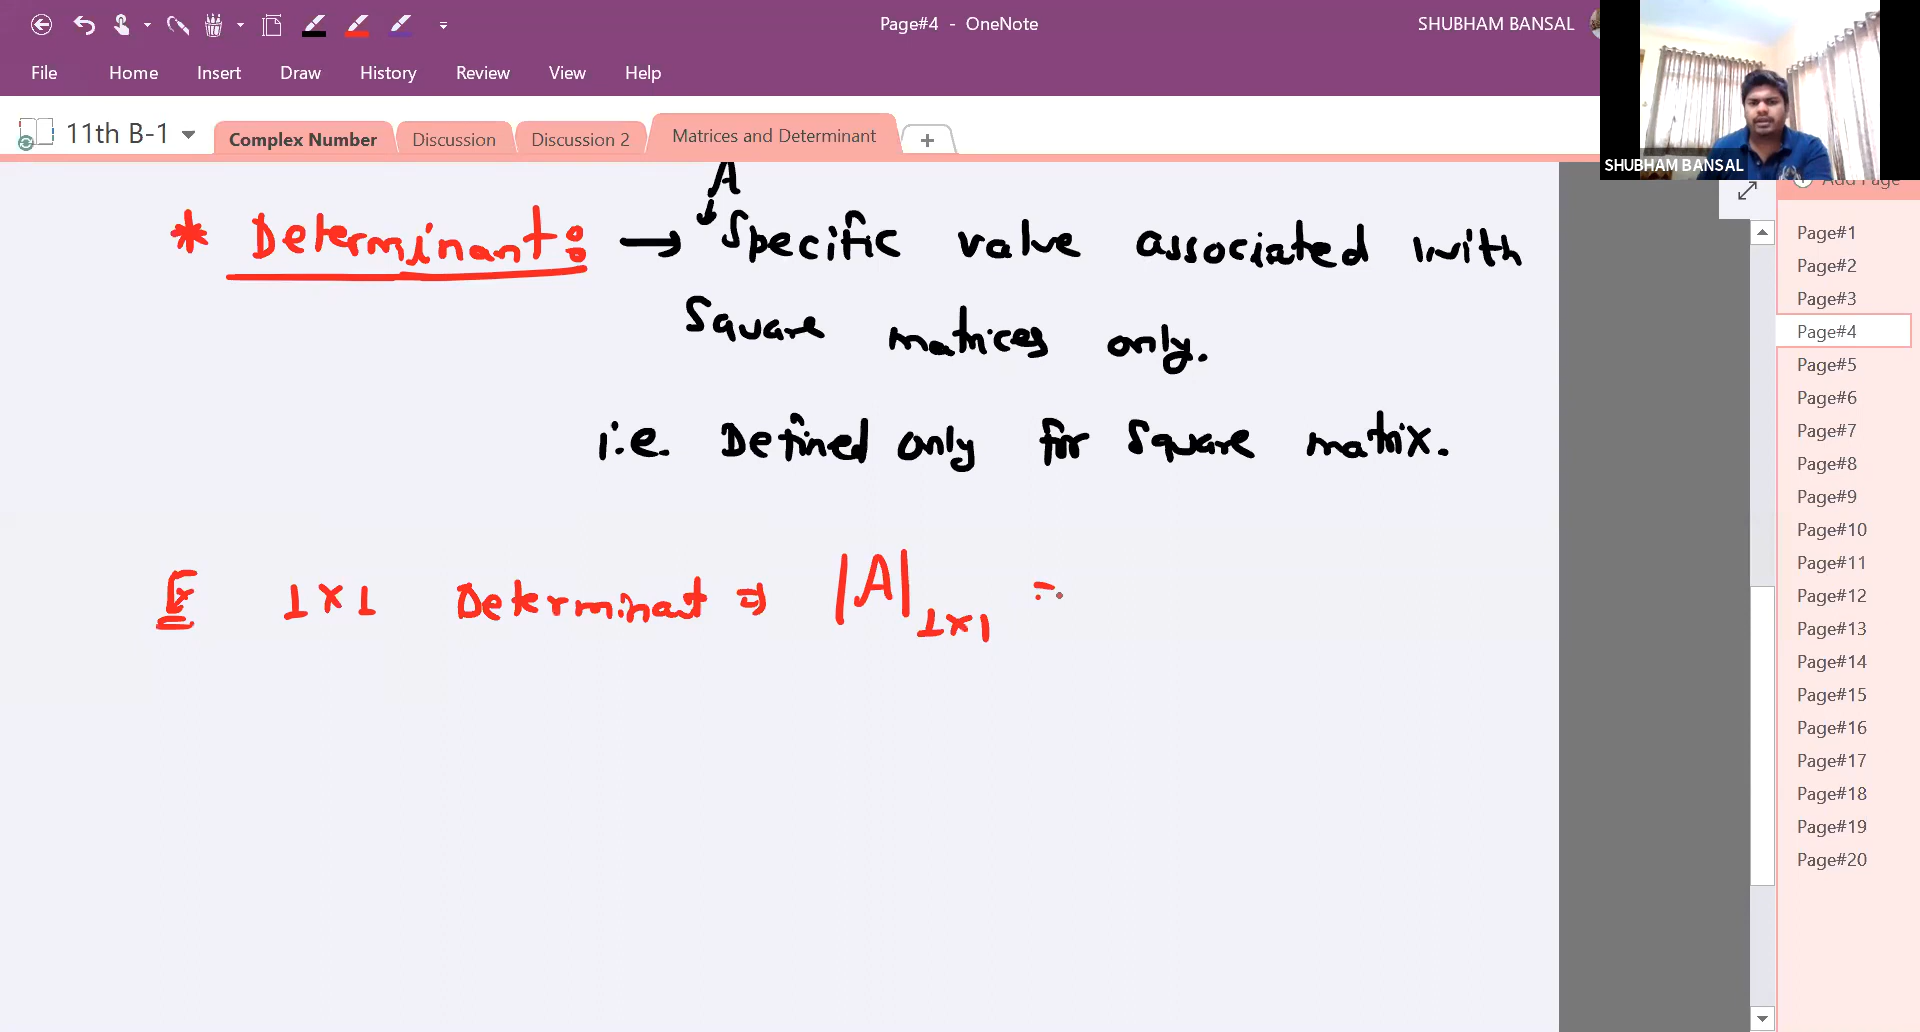 Page#4 - OneNote
SHUBHAM BANSAL
File Home Insert Draw History Review View Help
SHUBHAM BANSAL
11th B-1 Complex Number Discussion Discussion 2 Matrices and Determinant +
Add Page
A
* Determinant: → Specific value associated with
Square matrices only.
i.e. Defined only for Square matrix.
Ex 1×1 Determinant ⇒ |A|1×1 =
Page#1
Page#2
Page#3
Page#4
Page#5
Page#6
Page#7
Page#8
Page#9
Page#10
Page#11
Page#12
Page#13
Page#14
Page#15
Page#16
Page#17
Page#18
Page#19
Page#20